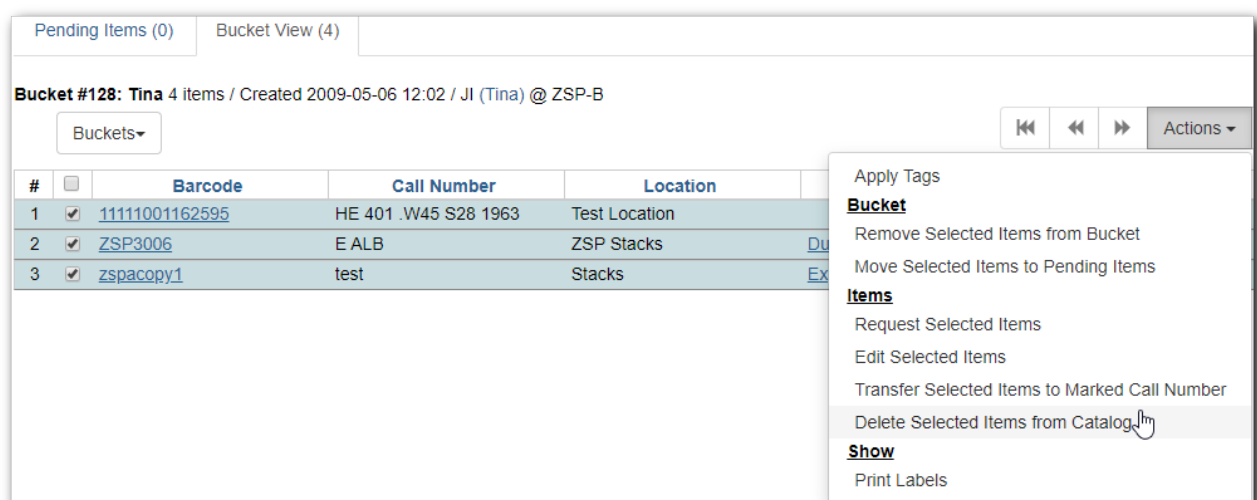 Pending Items (0) Bucket View (4)
Bucket #128: Tina 4 items / Created 2009-05-06 12:02 / JI (Tina) @ ZSP-B
Buckets
Actions
# Barcode Call Number Location
1 11111001162595 HE 401 .W45 S28 1963 Test Location
2 ZSP3006 E ALB ZSP Stacks Du
3 zspacopy1 test Stacks Ex
Apply Tags
Bucket
Remove Selected Items from Bucket
Move Selected Items to Pending Items
Items
Request Selected Items
Edit Selected Items
Transfer Selected Items to Marked Call Number
Delete Selected Items from Catalog
Show
Print Labels